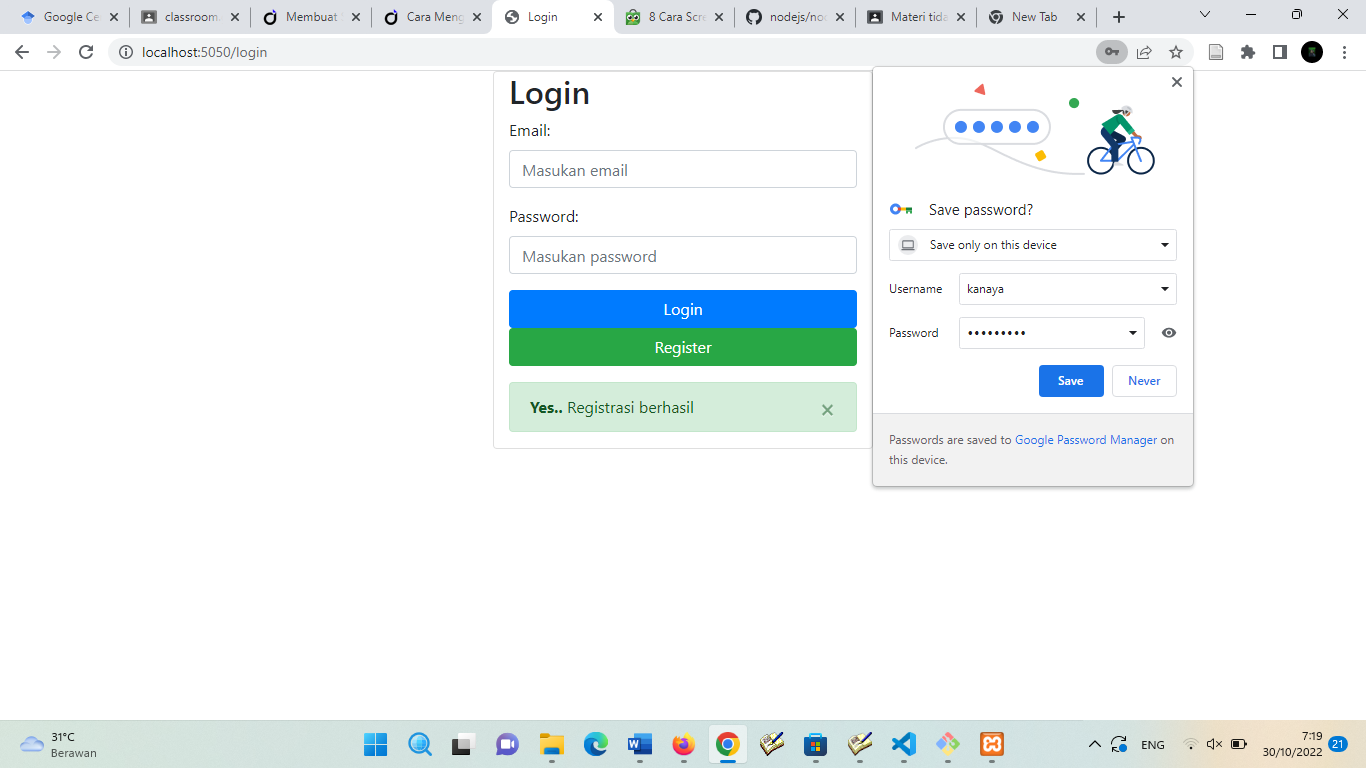 Google Ce
classroom.
Membuat
Cara Meng
Login
8 Cara Scre
nodejs/no
Materi tida
New Tab
localhost:5050/login
Login
Email:
Masukan email
Password:
Masukan password
Login
Register
Yes.. Registrasi berhasil
Save password?
Save only on this device
Username kanaya
Password •••••••••
Save Never
Passwords are saved to Google Password Manager on
this device.
31°C
Berawan
ENG
7:19
30/10/2022
21